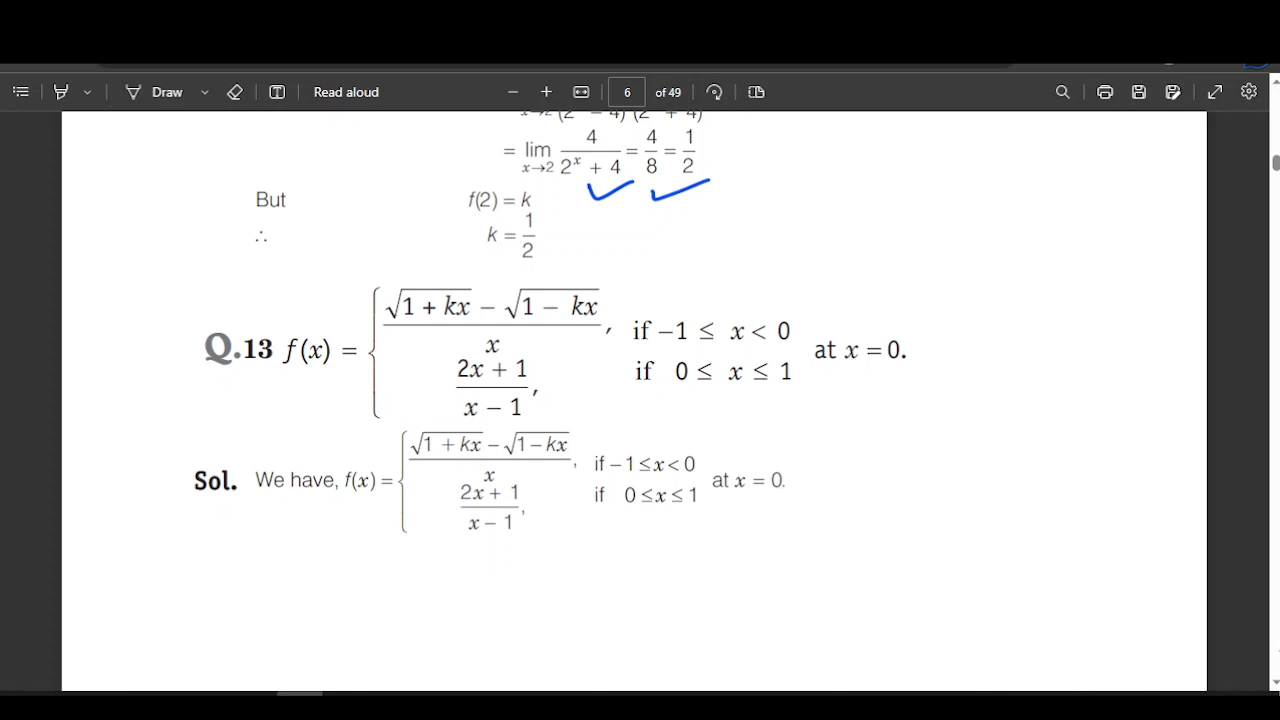 Draw
Read aloud
6 of 49
= lim x→2 4/(2^x + 4) = 4/8 = 1/2
But f(2) = k
∴ k = 1/2
Q.13 f(x) = { (√(1 + kx) − √(1 − kx))/x, if −1 ≤ x < 0
(2x + 1)/(x − 1), if 0 ≤ x ≤ 1 at x = 0.
Sol. We have, f(x) = { (√(1 + kx) − √(1 − kx))/x, if −1 ≤ x < 0
(2x + 1)/(x − 1), if 0 ≤ x ≤ 1 at x = 0.